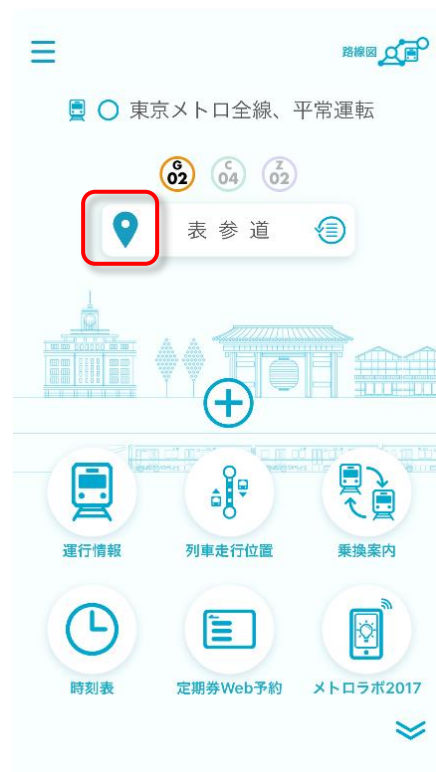 路線図
東京メトロ全線、平常運転
G 02
C 04
Z 02
表参道
運行情報
列車走行位置
乗換案内
時刻表
定期券Web予約
メトロラボ2017